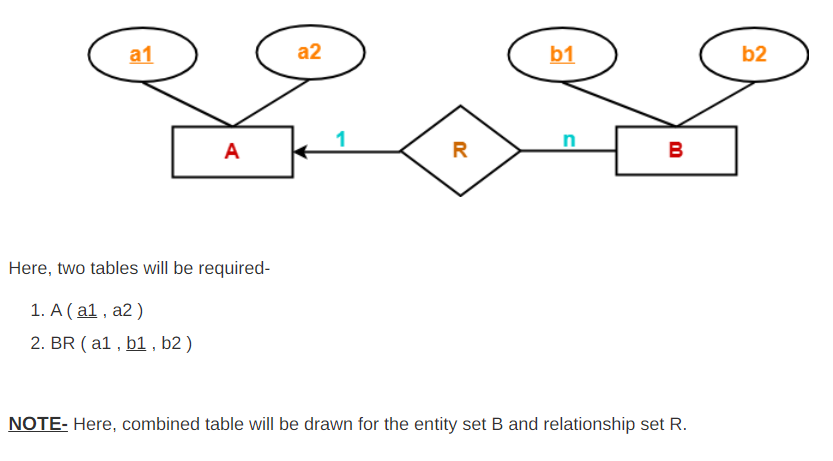 a1 a2 b1 b2
1 n
A R B
Here, two tables will be required-
1. A ( a1 , a2 )
2. BR ( a1 , b1 , b2 )
NOTE- Here, combined table will be drawn for the entity set B and relationship set R.